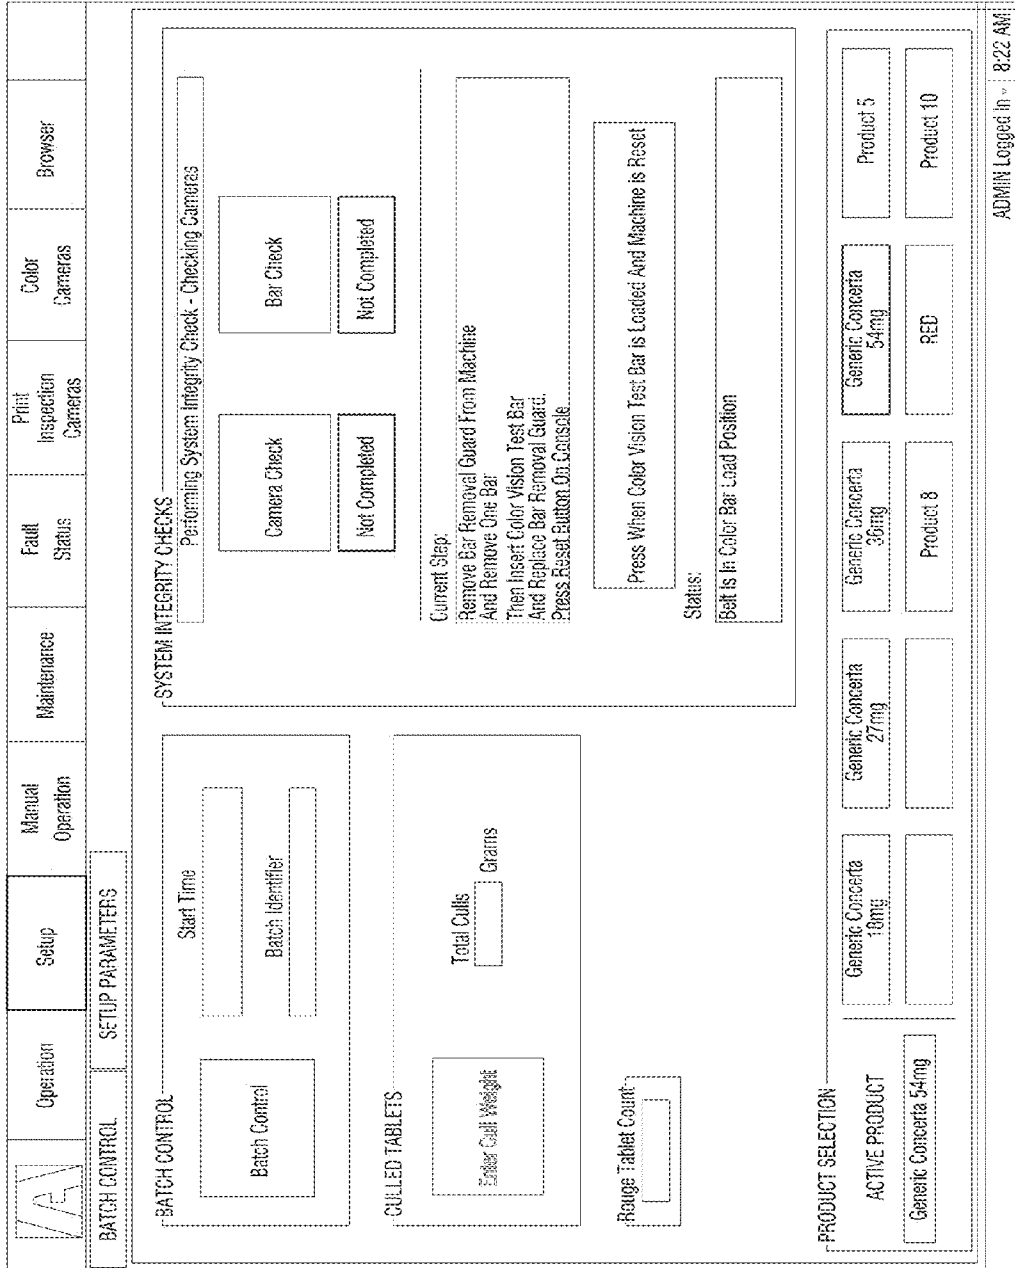 A
Operation
Setup
Manual
Operation
Maintenance
Fault
Status
Print
Inspection
Cameras
Color
Cameras
Browser
BATCH CONTROL
SETUP PARAMETERS
BATCH CONTROL
Batch Control
Start Time
Batch Identifier
CULLED TABLETS
Enter Cull Weight
Total Culls
Grams
Rouge Tablet Count:
SYSTEM INTEGRITY CHECKS
Performing System Integrity Check - Checking Cameras
Camera Check
Bar Check
Not Completed
Not Completed
Current Step:
Remove Bar Removal Guard From Machine
And Remove One Bar
Then Insert Color Vision Test Bar
And Replace Bar Removal Guard.
Press Reset Button On Console
Press When Color Vision Test Bar is Loaded And Machine is Reset
Status:
Belt Is In Color Bar Load Position
PRODUCT SELECTION
ACTIVE PRODUCT
Generic Concerta 54mg
Generic Concerta
18mg
Generic Concerta
27mg
Generic Concerta
36mg
Generic Concerta
54mg
Product 5
Product 8
RED
Product 10
ADMIN Logged In -
8:22 AM